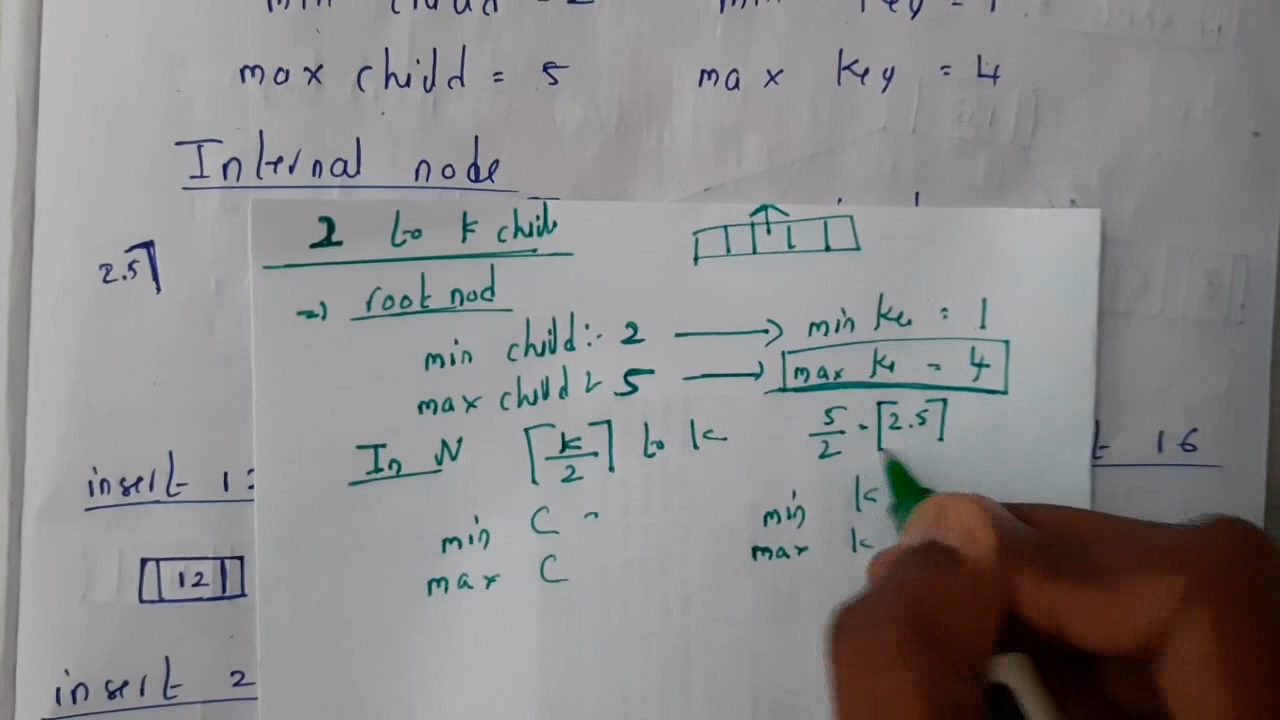 max child = 5 max key = 4
Internal node
2 to k chil
2.5⌉
=> root nod
min child :- 2 → min ke : 1
max child 5 → max ke = 4
In N ⌈k/2⌉ to k 5/2 = ⌈2.5⌉
insert 16
insert 1
min C = min k
max C max k
12
insert 2